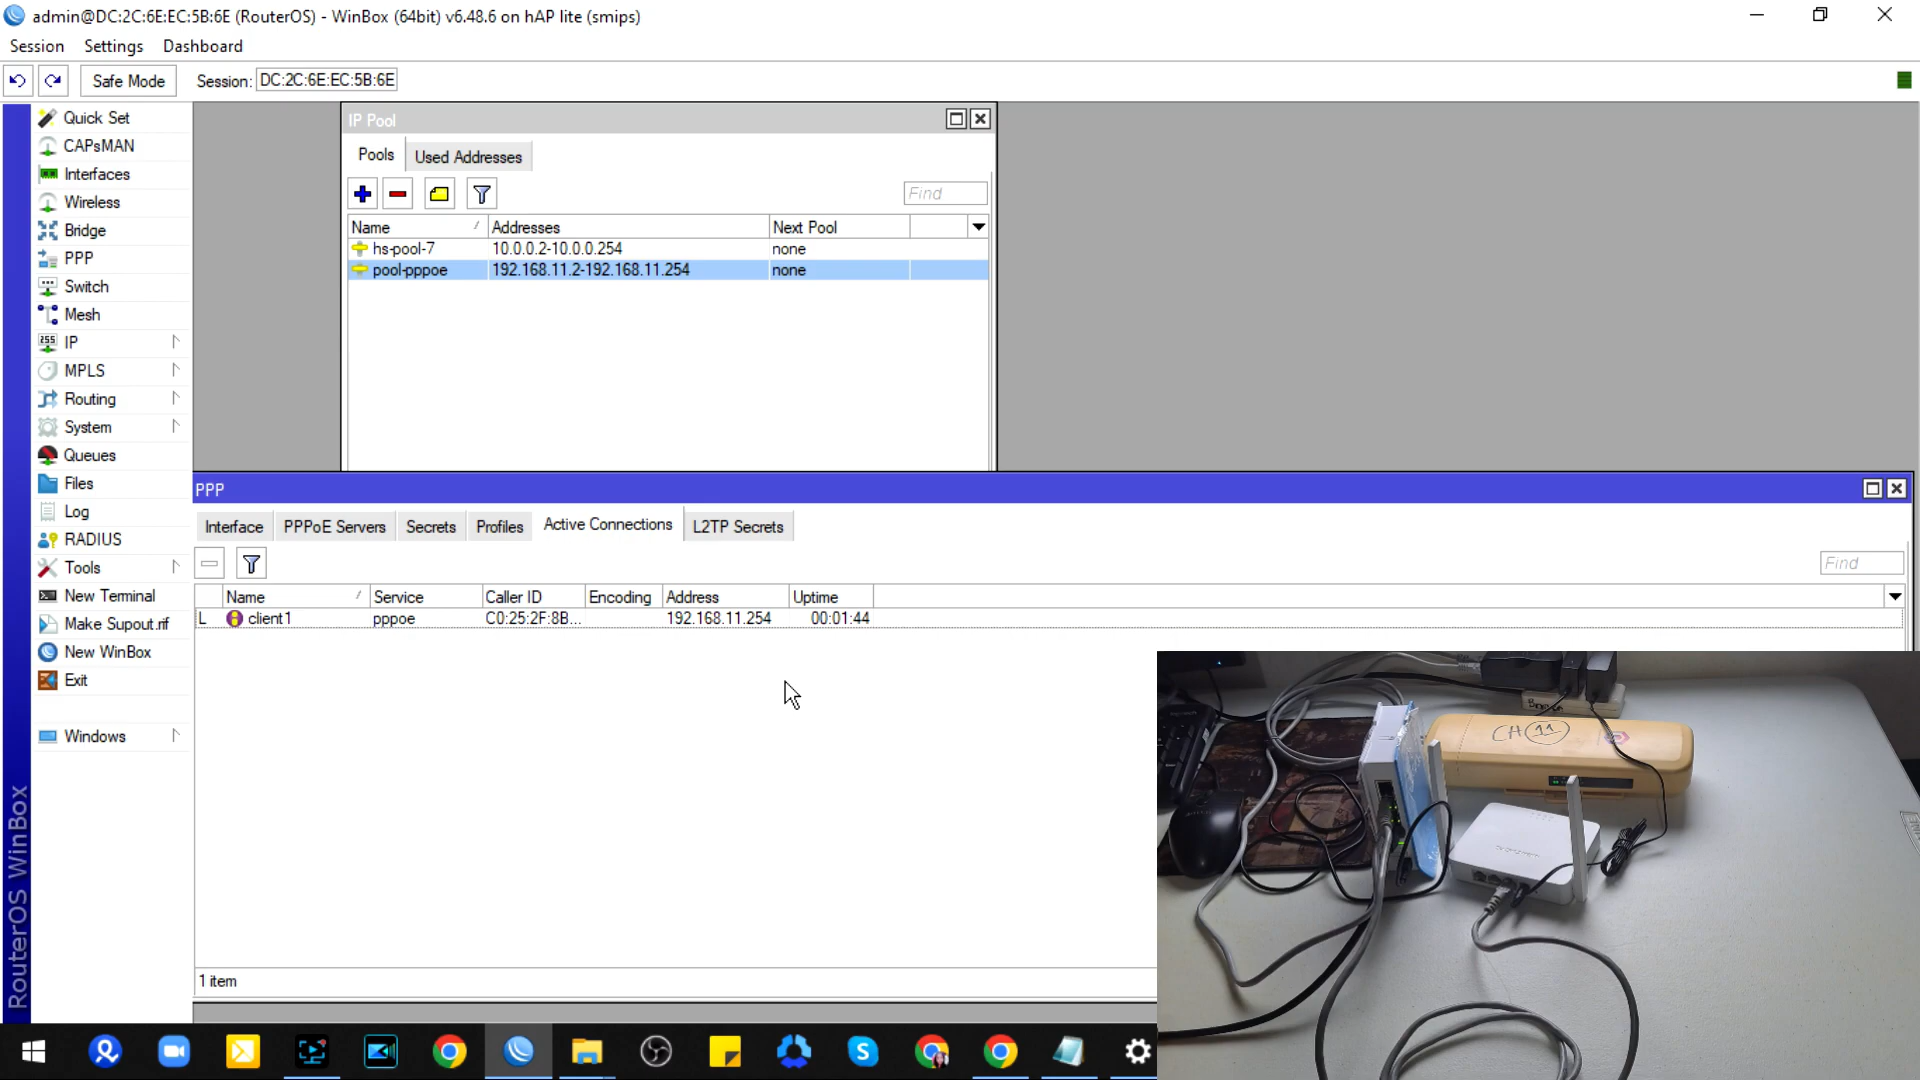 admin@DC:2C:6E:EC:5B:6E (RouterOS) - WinBox (64bit) v6.48.6 on hAP lite (smips)
Session Settings Dashboard
Safe Mode Session: DC:2C:6E:EC:5B:6E
Quick Set
CAPsMAN
Interfaces
Wireless
Bridge
PPP
Switch
Mesh
255 IP
MPLS
Routing
System
Queues
Files
Log
RADIUS
Tools
New Terminal
Make Supout.rif
New WinBox
Exit
Windows
RouterOS WinBox
IP Pool
Pools Used Addresses
Find
Name Addresses Next Pool
hs-pool-7 10.0.0.2-10.0.0.254 none
pool-pppoe 192.168.11.2-192.168.11.254 none
PPP
Interface PPPoE Servers Secrets Profiles Active Connections L2TP Secrets
Find
Name Service Caller ID Encoding Address Uptime
L client1 pppoe C0:25:2F:8B... 192.168.11.254 00:01:44
1 item
CH 11